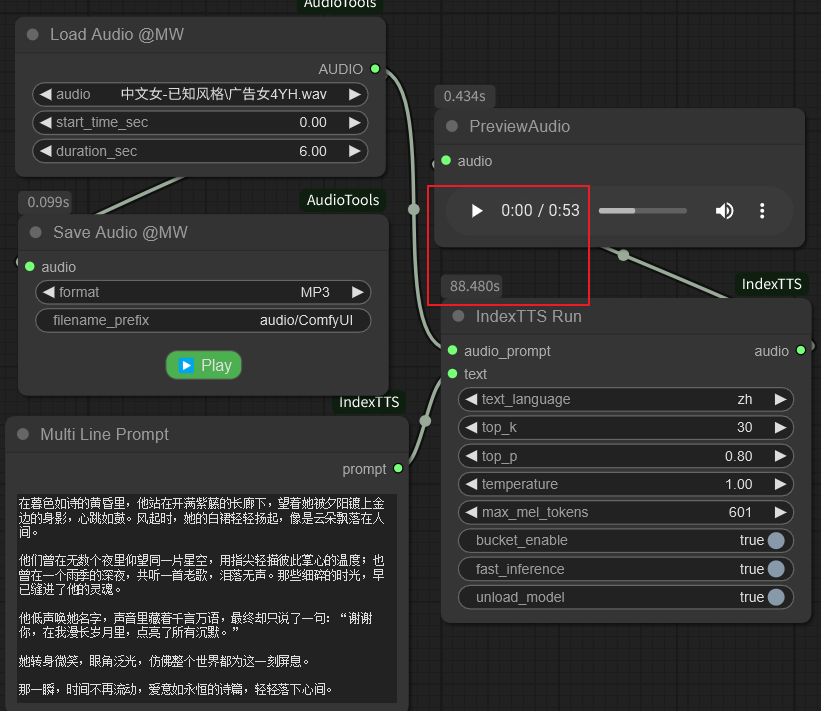 AudioTools
Load Audio @MW
AUDIO
audio 中文女-已知风格\广告女4YH.wav
start_time_sec 0.00
duration_sec 6.00
0.099s
AudioTools
Save Audio @MW
audio
format MP3
filename_prefix audio/ComfyUI
Play
IndexTTS
Multi Line Prompt
prompt
在暮色如诗的黄昏里，他站在开满紫藤的长廊下，望着她被夕阳镀上金
边的身影，心跳如鼓。风起时，她的白裙轻轻扬起，像是云朵飘落在人
间。
他们曾在无数个夜里仰望同一片星空，用指尖轻描彼此掌心的温度；也
曾在一个雨季的深夜，共听一首老歌，泪落无声。那些细碎的时光，早
已缝进了他的灵魂。
他低声唤她名字，声音里藏着千言万语，最终却只说了一句：“谢谢
你，在我漫长岁月里，点亮了所有沉默。”
她转身微笑，眼角泛光，仿佛整个世界都为这一刻屏息。
那一瞬，时间不再流动，爱意如永恒的诗篇，轻轻落下心间。
0.434s
PreviewAudio
audio
0:00 / 0:53
88.480s
IndexTTS
IndexTTS Run
audio_prompt audio
text
text_language zh
top_k 30
top_p 0.80
temperature 1.00
max_mel_tokens 601
bucket_enable true
fast_inference true
unload_model true